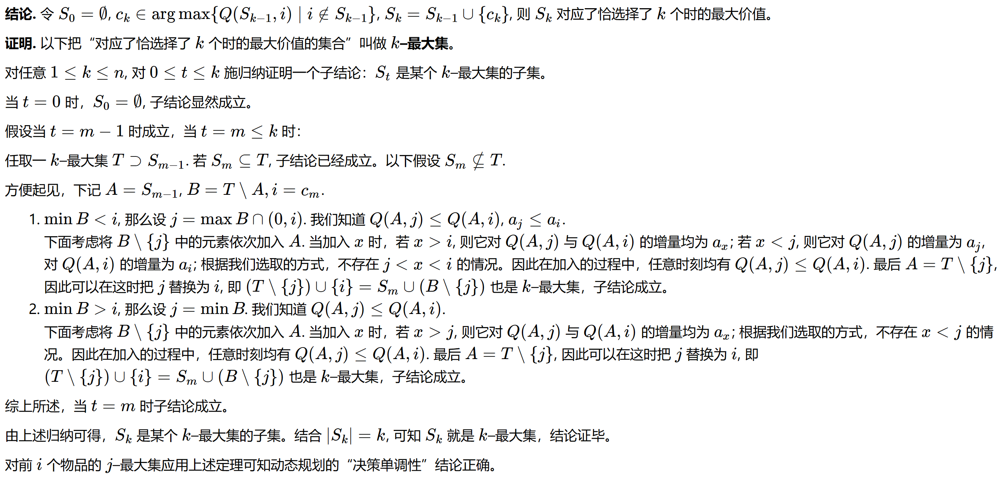 结论. 令 $S_0 = \emptyset$, $c_k \in \arg\max\{Q(S_{k-1}, i) \mid i \notin S_{k-1}\}$, $S_k = S_{k-1} \cup \{c_k\}$, 则 $S_k$ 对应了恰选择了 $k$ 个时的最大价值。
证明. 以下把“对应了恰选择了 $k$ 个时的最大价值的集合”叫做 $k$–最大集。
对任意 $1 \leq k \leq n$, 对 $0 \leq t \leq k$ 施归纳证明一个子结论：$S_t$ 是某个 $k$–最大集的子集。
当 $t = 0$ 时，$S_0 = \emptyset$, 子结论显然成立。
假设当 $t = m - 1$ 时成立，当 $t = m \leq k$ 时：
任取一 $k$–最大集 $T \supset S_{m-1}$. 若 $S_m \subseteq T$, 子结论已经成立。以下假设 $S_m \nsubseteq T$.
方便起见，下记 $A = S_{m-1}$, $B = T \setminus A, i = c_m$.
1. $\min B < i$, 那么设 $j = \max B \cap (0, i)$. 我们知道 $Q(A, j) \leq Q(A, i)$, $a_j \leq a_i$.
下面考虑将 $B \setminus \{j\}$ 中的元素依次加入 $A$. 当加入 $x$ 时，若 $x > i$, 则它对 $Q(A, j)$ 与 $Q(A, i)$ 的增量均为 $a_x$; 若 $x < j$, 则它对 $Q(A, j)$ 的增量为 $a_j$,
对 $Q(A, i)$ 的增量为 $a_i$; 根据我们选取的方式，不存在 $j < x < i$ 的情况。因此在加入的过程中，任意时刻均有 $Q(A, j) \leq Q(A, i)$. 最后 $A = T \setminus \{j\}$,
因此可以在这时把 $j$ 替换为 $i$, 即 $(T \setminus \{j\}) \cup \{i\} = S_m \cup (B \setminus \{j\})$ 也是 $k$–最大集，子结论成立。
2. $\min B > i$, 那么设 $j = \min B$. 我们知道 $Q(A, j) \leq Q(A, i)$.
下面考虑将 $B \setminus \{j\}$ 中的元素依次加入 $A$. 当加入 $x$ 时，若 $x > j$, 则它对 $Q(A, j)$ 与 $Q(A, i)$ 的增量均为 $a_x$; 根据我们选取的方式，不存在 $x < j$ 的情
况。因此在加入的过程中，任意时刻均有 $Q(A, j) \leq Q(A, i)$. 最后 $A = T \setminus \{j\}$, 因此可以在这时把 $j$ 替换为 $i$, 即
$(T \setminus \{j\}) \cup \{i\} = S_m \cup (B \setminus \{j\})$ 也是 $k$–最大集，子结论成立。
综上所述，当 $t = m$ 时子结论成立。
由上述归纳可得，$S_k$ 是某个 $k$–最大集的子集。结合 $|S_k| = k$, 可知 $S_k$ 就是 $k$–最大集，结论证毕。
对前 $i$ 个物品的 $j$–最大集应用上述定理可知动态规划的“决策单调性”结论正确。